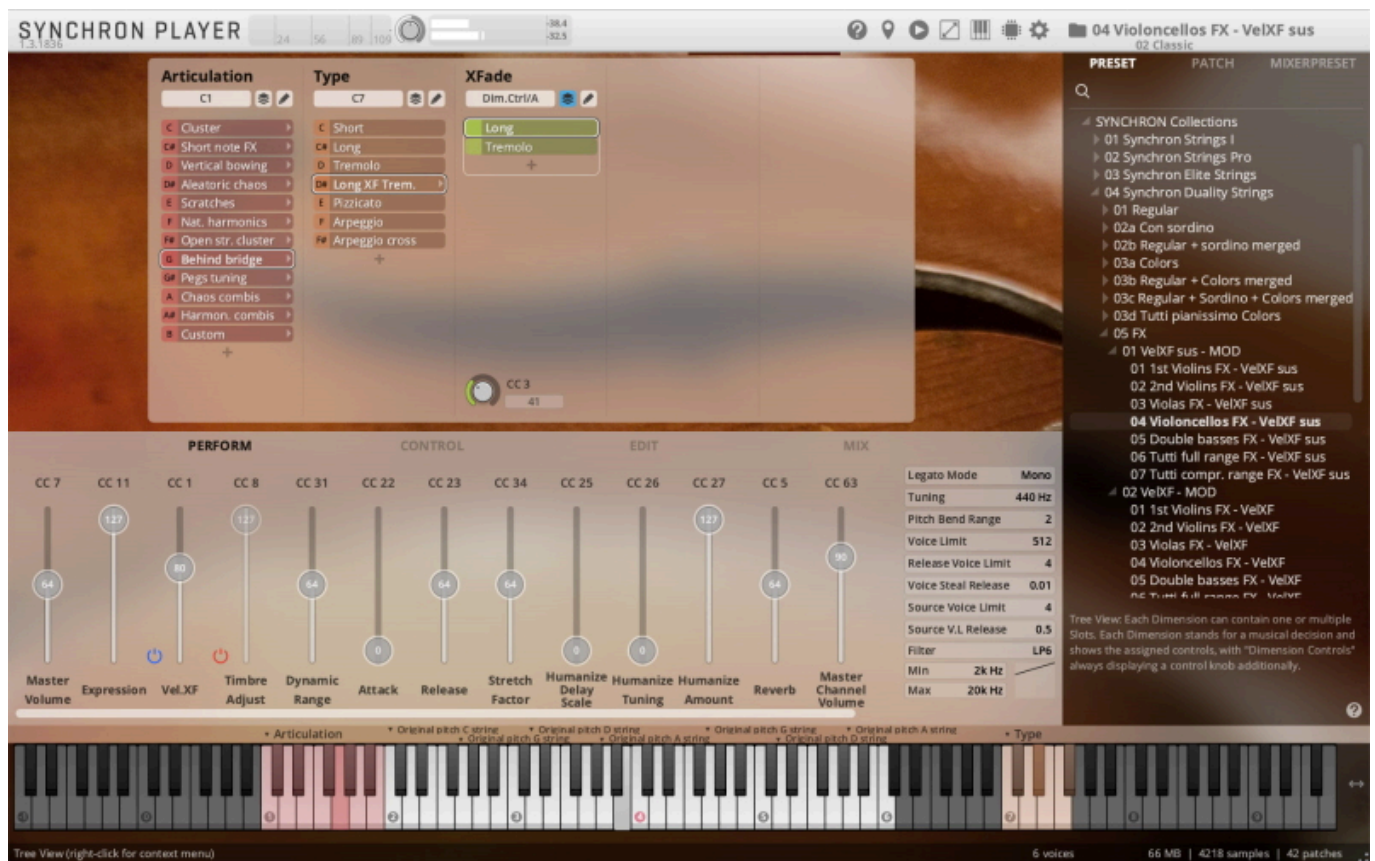 SYNCHRON PLAYER
1.3.1836
24 56 89 109
-38.4
-32.5
04 Violoncellos FX - VelXF sus
02 Classic
Articulation
C1
C Cluster
C# Short note FX
D Vertical bowing
D# Aleatoric chaos
E Scratches
F Nat. harmonics
F# Open str. cluster
G Behind bridge
G# Pegs tuning
A Chaos combis
A# Harmon. combis
B Custom
+
Type
C7
C Short
C# Long
D Tremolo
D# Long XF Trem.
E Pizzicato
F Arpeggio
F# Arpeggio cross
+
XFade
Dim.Ctrl/A
Long
Tremolo
+
CC 3
41
PRESET PATCH MIXERPRESET
SYNCHRON Collections
01 Synchron Strings I
02 Synchron Strings Pro
03 Synchron Elite Strings
04 Synchron Duality Strings
01 Regular
02a Con sordino
02b Regular + sordino merged
03a Colors
03b Regular + Colors merged
03c Regular + Sordino + Colors merged
03d Tutti pianissimo Colors
05 FX
01 VelXF sus - MOD
01 1st Violins FX - VelXF sus
02 2nd Violins FX - VelXF sus
03 Violas FX - VelXF sus
04 Violoncellos FX - VelXF sus
05 Double basses FX - VelXF sus
06 Tutti full range FX - VelXF sus
07 Tutti compr. range FX - VelXF sus
02 VelXF - MOD
01 1st Violins FX - VelXF
02 2nd Violins FX - VelXF
03 Violas FX - VelXF
04 Violoncellos FX - VelXF
05 Double basses FX - VelXF
06 Tutti full range FX - VelXF
Tree View: Each Dimension can contain one or multiple
Slots. Each Dimension stands for a musical decision and
shows the assigned controls, with "Dimension Controls"
always displaying a control knob additionally.
PERFORM CONTROL EDIT MIX
CC 7 CC 11 CC 1 CC 8 CC 31 CC 22 CC 23 CC 34 CC 25 CC 26 CC 27 CC 5 CC 63
64 127 80 127 64 0 64 64 0 0 127 64 90
Master Volume
Expression
Vel.XF
Timbre Adjust
Dynamic Range
Attack
Release
Stretch Factor
Humanize Delay Scale
Humanize Tuning
Humanize Amount
Reverb
Master Channel Volume
Legato Mode Mono
Tuning 440 Hz
Pitch Bend Range 2
Voice Limit 512
Release Voice Limit 4
Voice Steal Release 0.01
Source Voice Limit 4
Source V.L Release 0.5
Filter LP6
Min 2k Hz
Max 20k Hz
Articulation
Original pitch C string
Original pitch G string
Original pitch D string
Original pitch A string
Original pitch G string
Original pitch D string
Original pitch A string
Type
0 1 2 3 4 5 6 7 8 9
Tree View (right-click for context menu)
6 voices 66 MB | 4218 samples | 42 patches